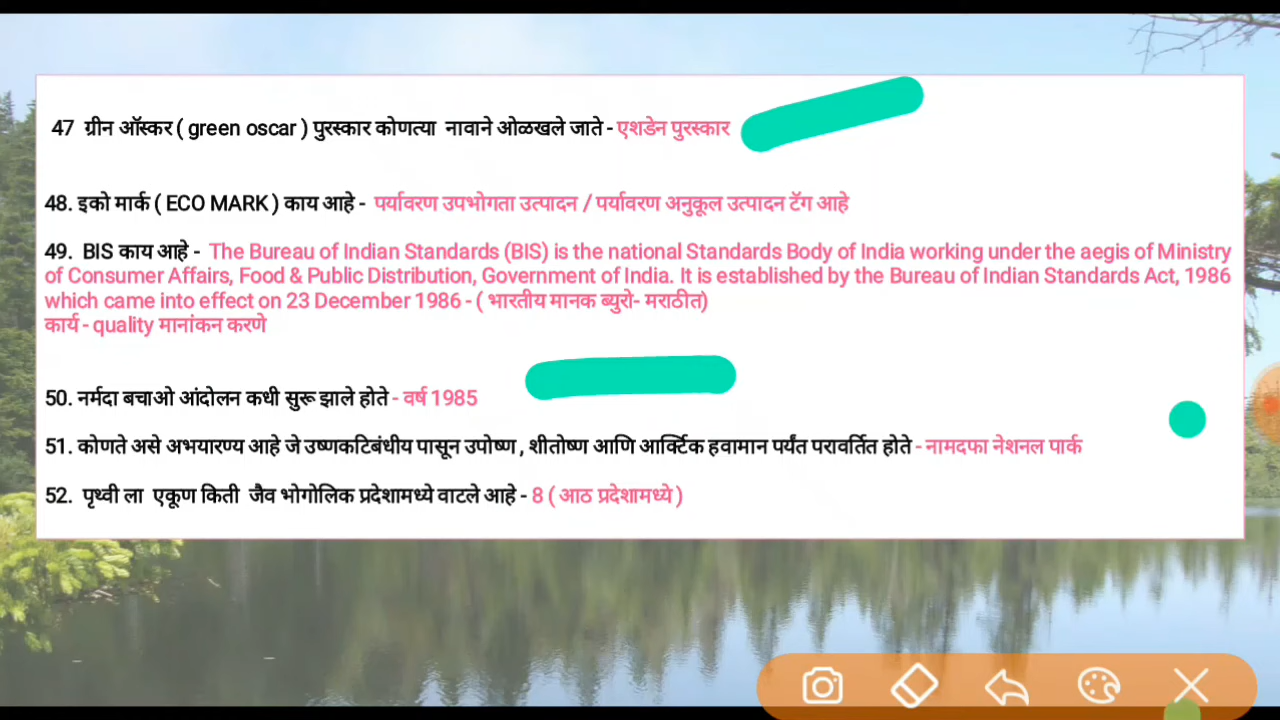 47 ग्रीन ऑस्कर ( green oscar ) पुरस्कार कोणत्या नावाने ओळखले जाते - एशडेन पुरस्कार
48. इको मार्क ( ECO MARK ) काय आहे - पर्यावरण उपभोगता उत्पादन / पर्यावरण अनुकूल उत्पादन टॅग आहे
49. BIS काय आहे - The Bureau of Indian Standards (BIS) is the national Standards Body of India working under the aegis of Ministry
of Consumer Affairs, Food & Public Distribution, Government of India. It is established by the Bureau of Indian Standards Act, 1986
which came into effect on 23 December 1986 - ( भारतीय मानक ब्युरो- मराठीत)
कार्य - quality मानांकन करणे
50. नर्मदा बचाओ आंदोलन कधी सुरू झाले होते - वर्ष 1985
51. कोणते असे अभयारण्य आहे जे उष्णकटिबंधीय पासून उपोष्ण , शीतोष्ण आणि आर्क्टिक हवामान पर्यंत परावर्तित होते - नामदफा नेशनल पार्क
52. पृथ्वी ला एकूण किती जैव भोगोलिक प्रदेशामध्ये वाटले आहे - 8 ( आठ प्रदेशामध्ये )